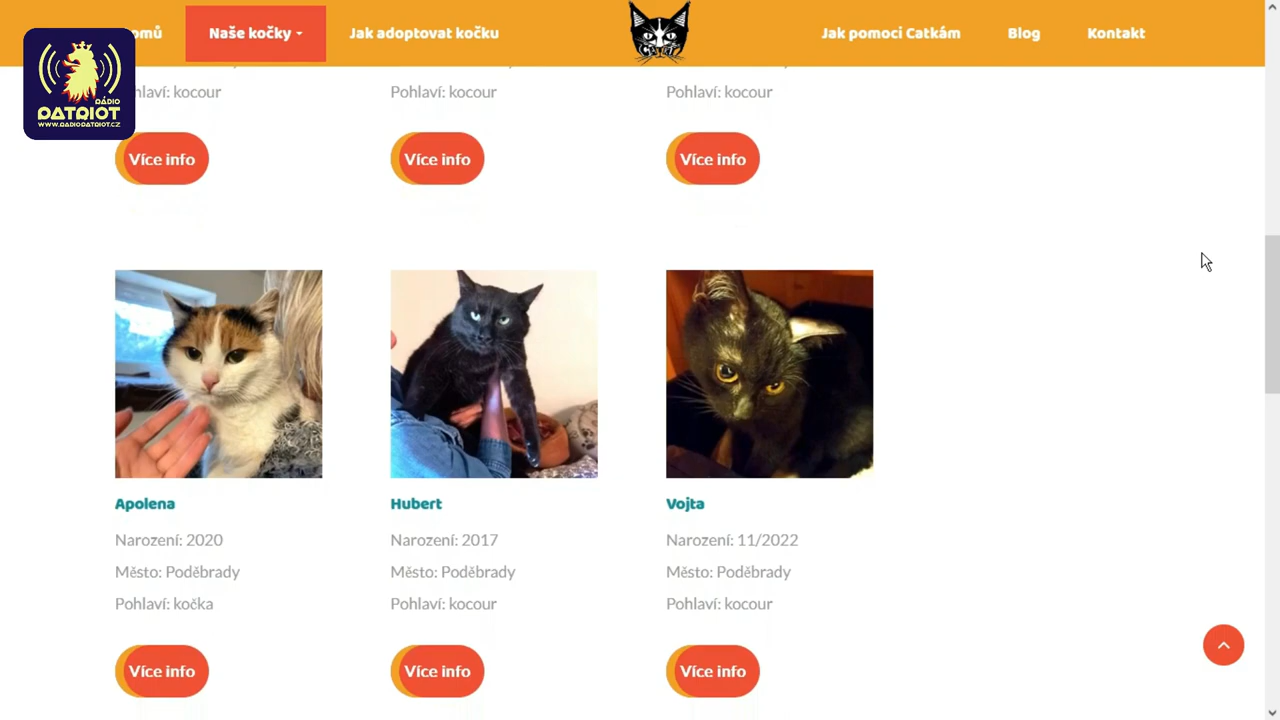 Naše kočky
Jak adoptovat kočku
Jak pomoci Catkám
Blog
Kontakt
RÁDIO
PATRIOT
WWW.RADIOPATRIOT.CZ
kocour
Pohlaví: kocour
Pohlaví: kocour
Více info
Více info
Více info
Apolena
Hubert
Vojta
Narození: 2020
Narození: 2017
Narození: 11/2022
Město: Poděbrady
Město: Poděbrady
Město: Poděbrady
Pohlaví: kočka
Pohlaví: kocour
Pohlaví: kocour
Více info
Více info
Více info